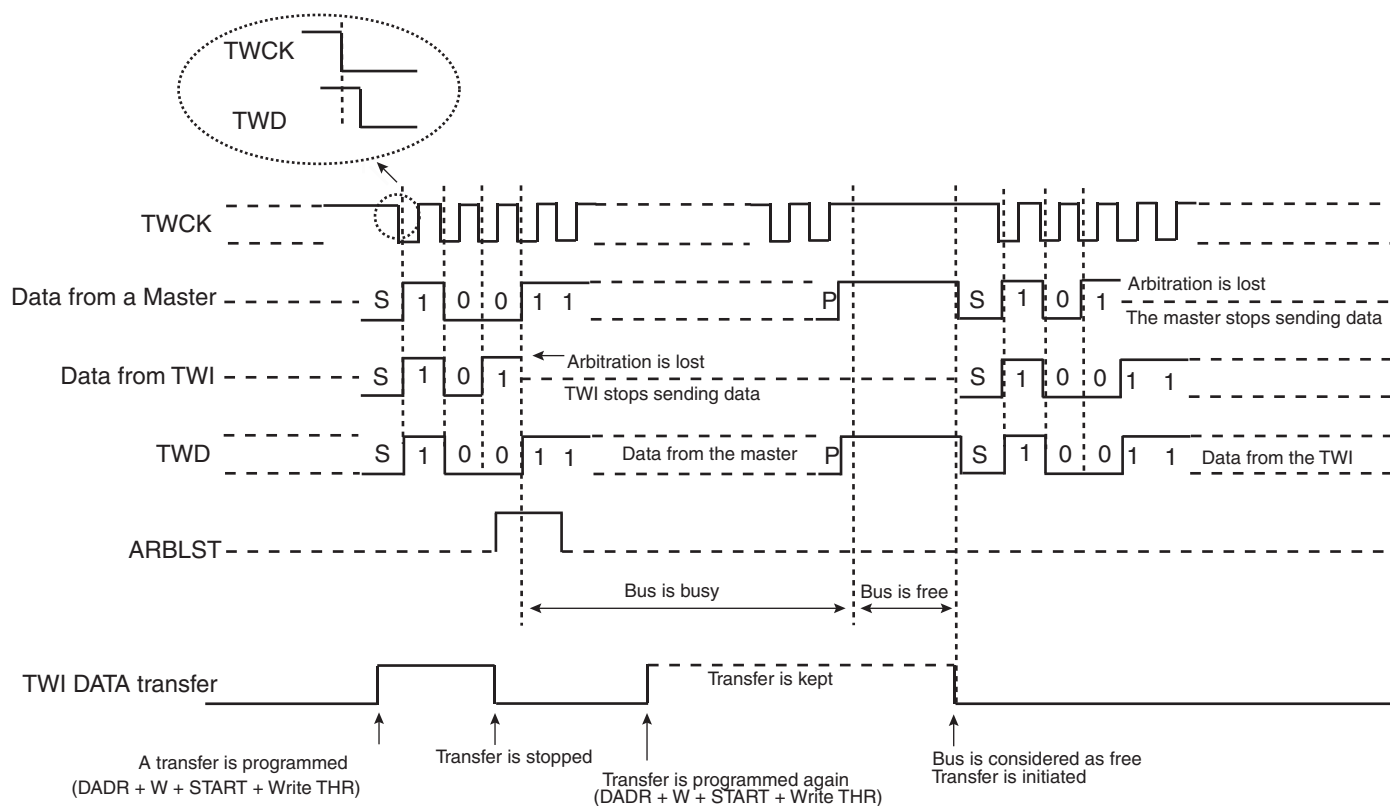 TWCK
TWD
TWCK
Data from a Master
S 1 0 0 1 1
P
S 1 0 1
Arbitration is lost
The master stops sending data
Data from TWI
S 1 0 1
Arbitration is lost
TWI stops sending data
S 1 0 0 1 1
TWD
S 1 0 0 1 1
Data from the master
P
S 1 0 0 1 1
Data from the TWI
ARBLST
Bus is busy
Bus is free
TWI DATA transfer
Transfer is kept
A transfer is programmed
(DADR + W + START + Write THR)
Transfer is stopped
Transfer is programmed again
(DADR + W + START + Write THR)
Bus is considered as free
Transfer is initiated